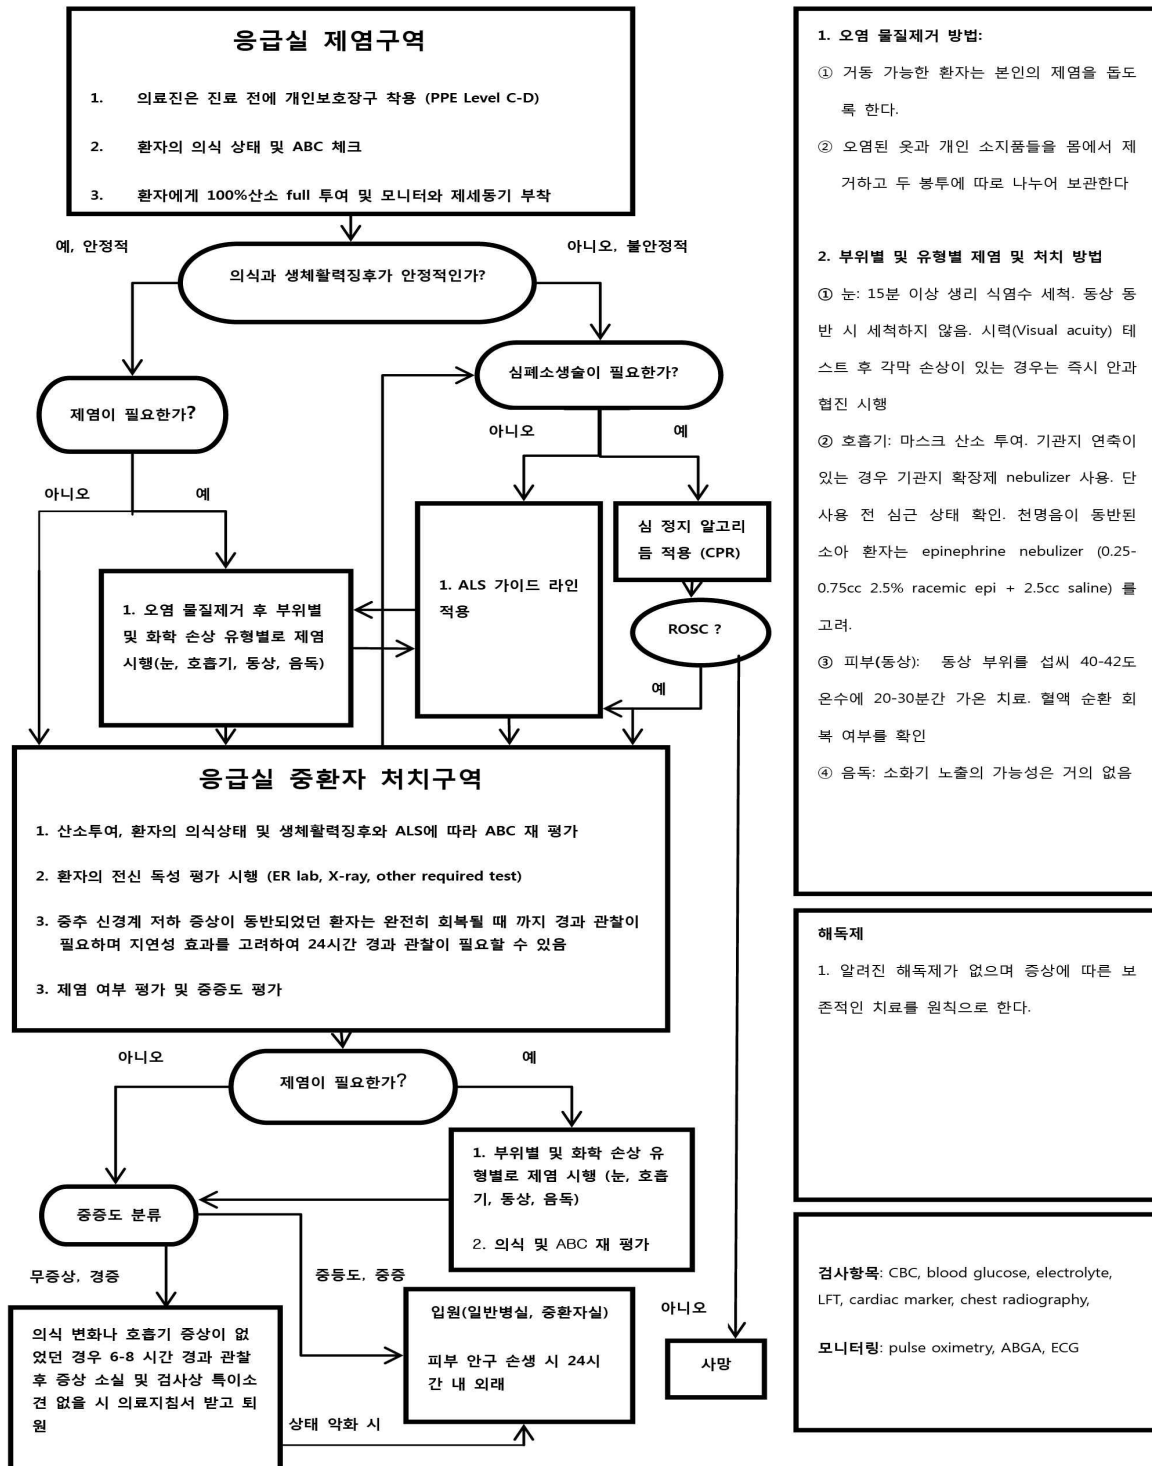 응급실 제염구역
1. 의료진은 진료 전에 개인보호장구 착용 (PPE Level C-D)
2. 환자의 의식 상태 및 ABC 체크
3. 환자에게 100%산소 full 투여 및 모니터와 제세동기 부착
예, 안정적
아니오, 불안정적
의식과 생체활력징후가 안정적인가?
심폐소생술이 필요한가?
제염이 필요한가?
아니오
예
아니오
예
심 정지 알고리
듬 적용 (CPR)
1. ALS 가이드 라인
적용
1. 오염 물질제거 후 부위별
및 화학 손상 유형별로 제염
시행(눈, 호흡기, 동상, 음독)
ROSC ?
예
응급실 중환자 처치구역
1. 산소투여, 환자의 의식상태 및 생체활력징후와 ALS에 따라 ABC 재 평가
2. 환자의 전신 독성 평가 시행 (ER lab, X-ray, other required test)
3. 중추 신경계 저하 증상이 동반되었던 환자는 완전히 회복될 때 까지 경과 관찰이
필요하며 지연성 효과를 고려하여 24시간 경과 관찰이 필요할 수 있음
3. 제염 여부 평가 및 중증도 평가
아니오
예
제염이 필요한가?
1. 부위별 및 화학 손상 유
형별로 제염 시행 (눈, 호흡
기, 동상, 음독)
2. 의식 및 ABC 재 평가
중증도 분류
무증상, 경증
중등도, 중증
아니오
입원(일반병실, 중환자실)
피부 안구 손생 시 24시
간 내 외래
사망
의식 변화나 호흡기 증상이 없
었던 경우 6-8 시간 경과 관찰
후 증상 소실 및 검사상 특이소
견 없을 시 의료지침서 받고 퇴
원
상태 악화 시
1. 오염 물질제거 방법:
① 거동 가능한 환자는 본인의 제염을 돕도
록 한다.
② 오염된 옷과 개인 소지품들을 몸에서 제
거하고 두 봉투에 따로 나누어 보관한다
2. 부위별 및 유형별 제염 및 처치 방법
① 눈: 15분 이상 생리 식염수 세척. 동상 동
반 시 세척하지 않음. 시력(Visual acuity) 테
스트 후 각막 손상이 있는 경우는 즉시 안과
협진 시행
② 호흡기: 마스크 산소 투여. 기관지 연축이
있는 경우 기관지 확장제 nebulizer 사용. 단
사용 전 심근 상태 확인. 천명음이 동반된
소아 환자는 epinephrine nebulizer (0.25-
0.75cc 2.5% racemic epi + 2.5cc saline) 를
고려.
③ 피부(동상): 동상 부위를 섭씨 40-42도
온수에 20-30분간 가온 치료. 혈액 순환 회
복 여부를 확인
④ 음독: 소화기 노출의 가능성은 거의 없음
해독제
1. 알려진 해독제가 없으며 증상에 따른 보
존적인 치료를 원칙으로 한다.
검사항목: CBC, blood glucose, electrolyte,
LFT, cardiac marker, chest radiography,
모니터링: pulse oximetry, ABGA, ECG